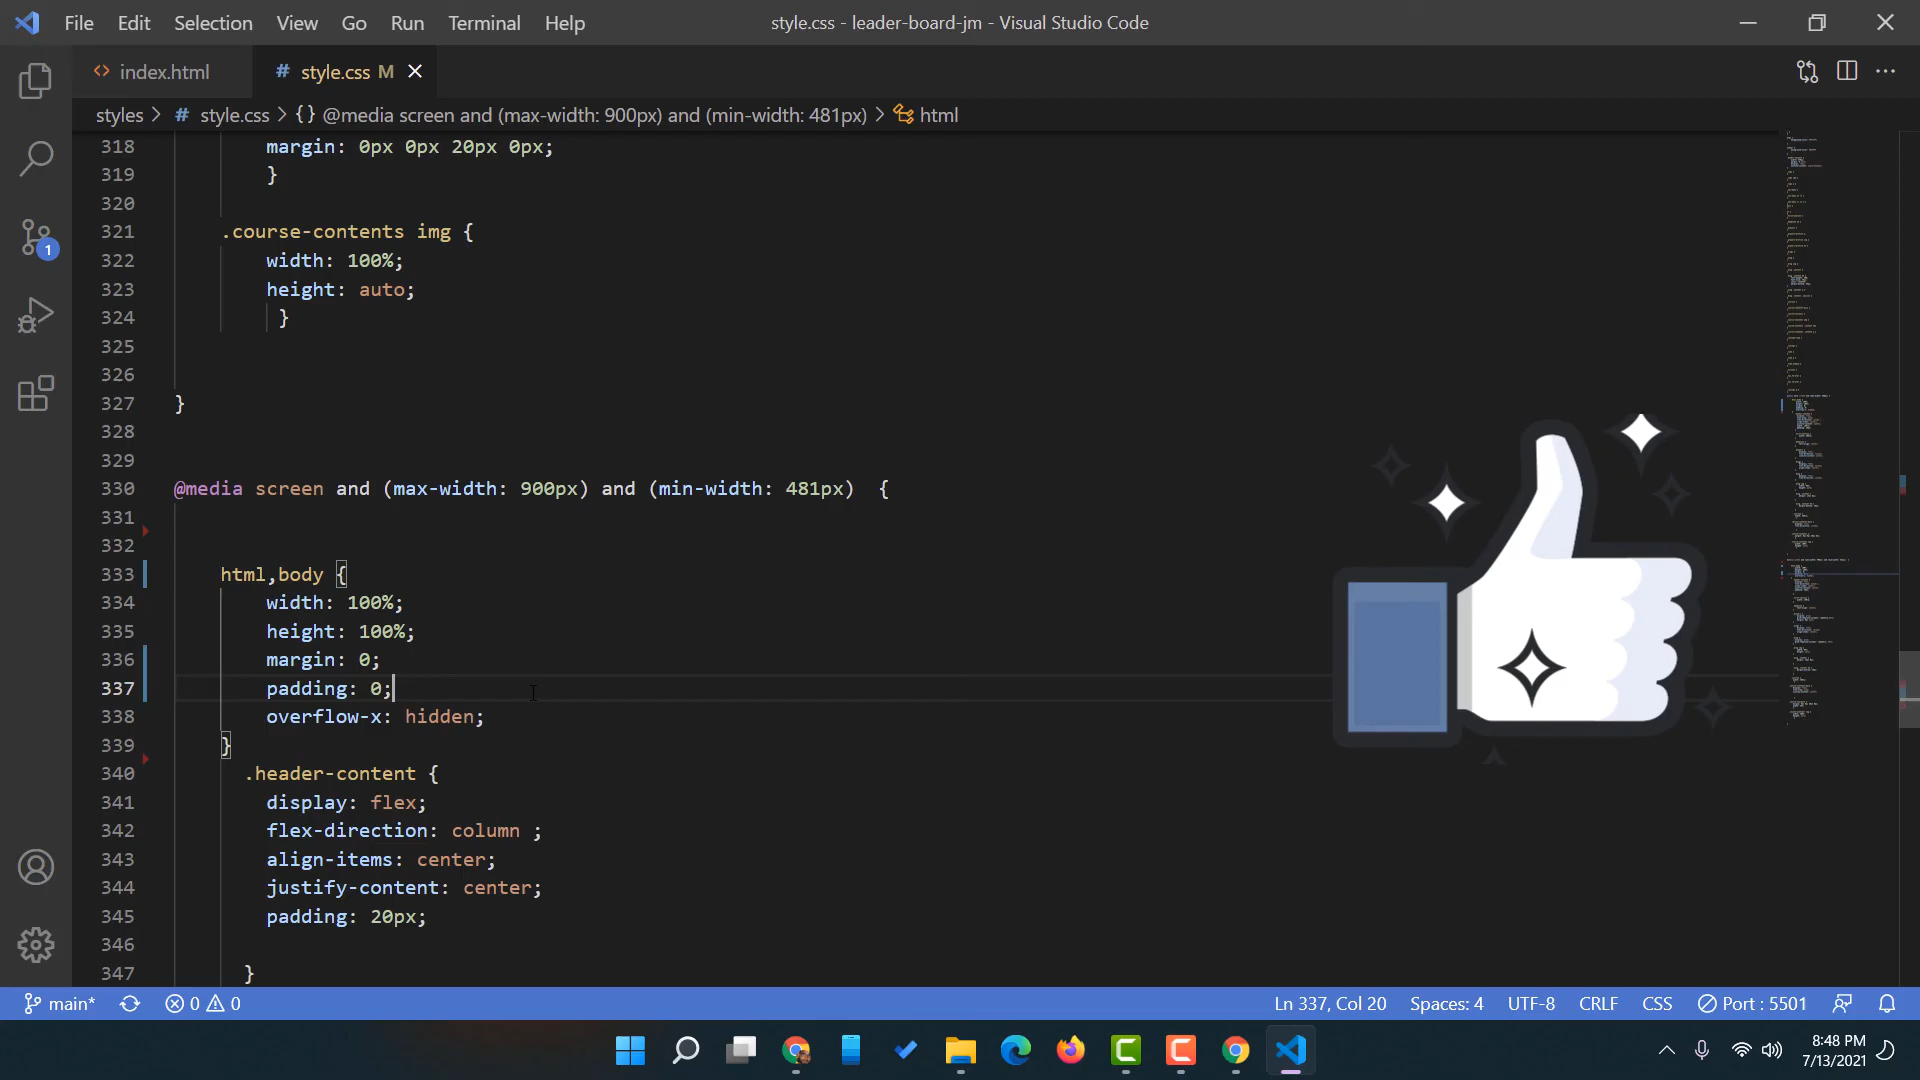 File Edit Selection View Go Run Terminal Help
style.css - leader-board-jm - Visual Studio Code
index.html
# style.css M
styles > # style.css > {} @media screen and (max-width: 900px) and (min-width: 481px) > html
318 margin: 0px 0px 20px 0px;
319 }
320
321 .course-contents img {
322 width: 100%;
323 height: auto;
324 }
325
326
327 }
328
329
330 @media screen and (max-width: 900px) and (min-width: 481px) {
331
332
333 html,body {
334 width: 100%;
335 height: 100%;
336 margin: 0;
337 padding: 0;
338 overflow-x: hidden;
339 }
340 .header-content {
341 display: flex;
342 flex-direction: column ;
343 align-items: center;
344 justify-content: center;
345 padding: 20px;
346
347 }
1
main* 0 0
Ln 337, Col 20 Spaces: 4 UTF-8 CRLF CSS Port : 5501
8:48 PM
7/13/2021